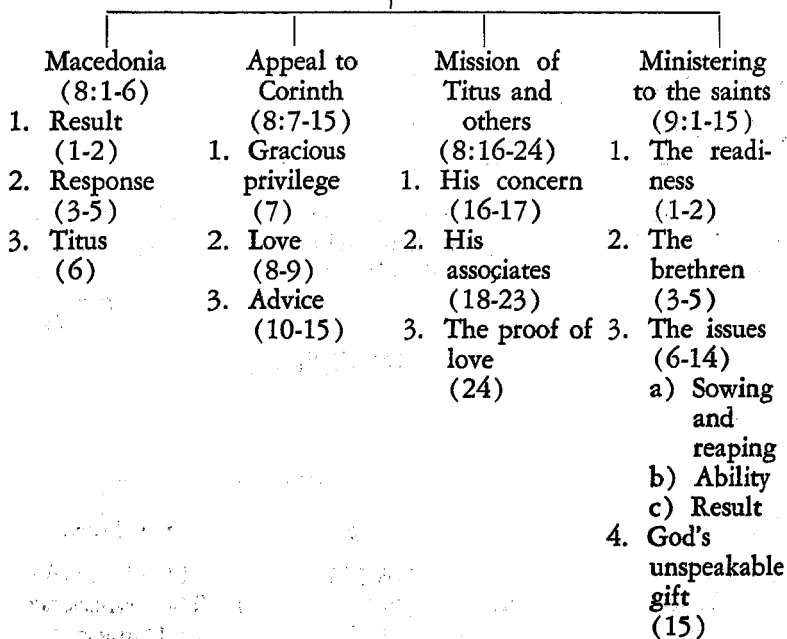 Macedonia
(8:1-6)
1. Result
(1-2)
2. Response
(3-5)
3. Titus
(6)
Appeal to
Corinth
(8:7-15)
1. Gracious
privilege
(7)
2. Love
(8-9)
3. Advice
(10-15)
Mission of
Titus and
others
(8:16-24)
1. His concern
(16-17)
2. His
associates
(18-23)
3. The proof of
love
(24)
Ministering
to the saints
(9:1-15)
1. The readi-
ness
(1-2)
2. The
brethren
(3-5)
3. The issues
(6-14)
a) Sowing
and
reaping
b) Ability
c) Result
4. God's
unspeakable
gift
(15)